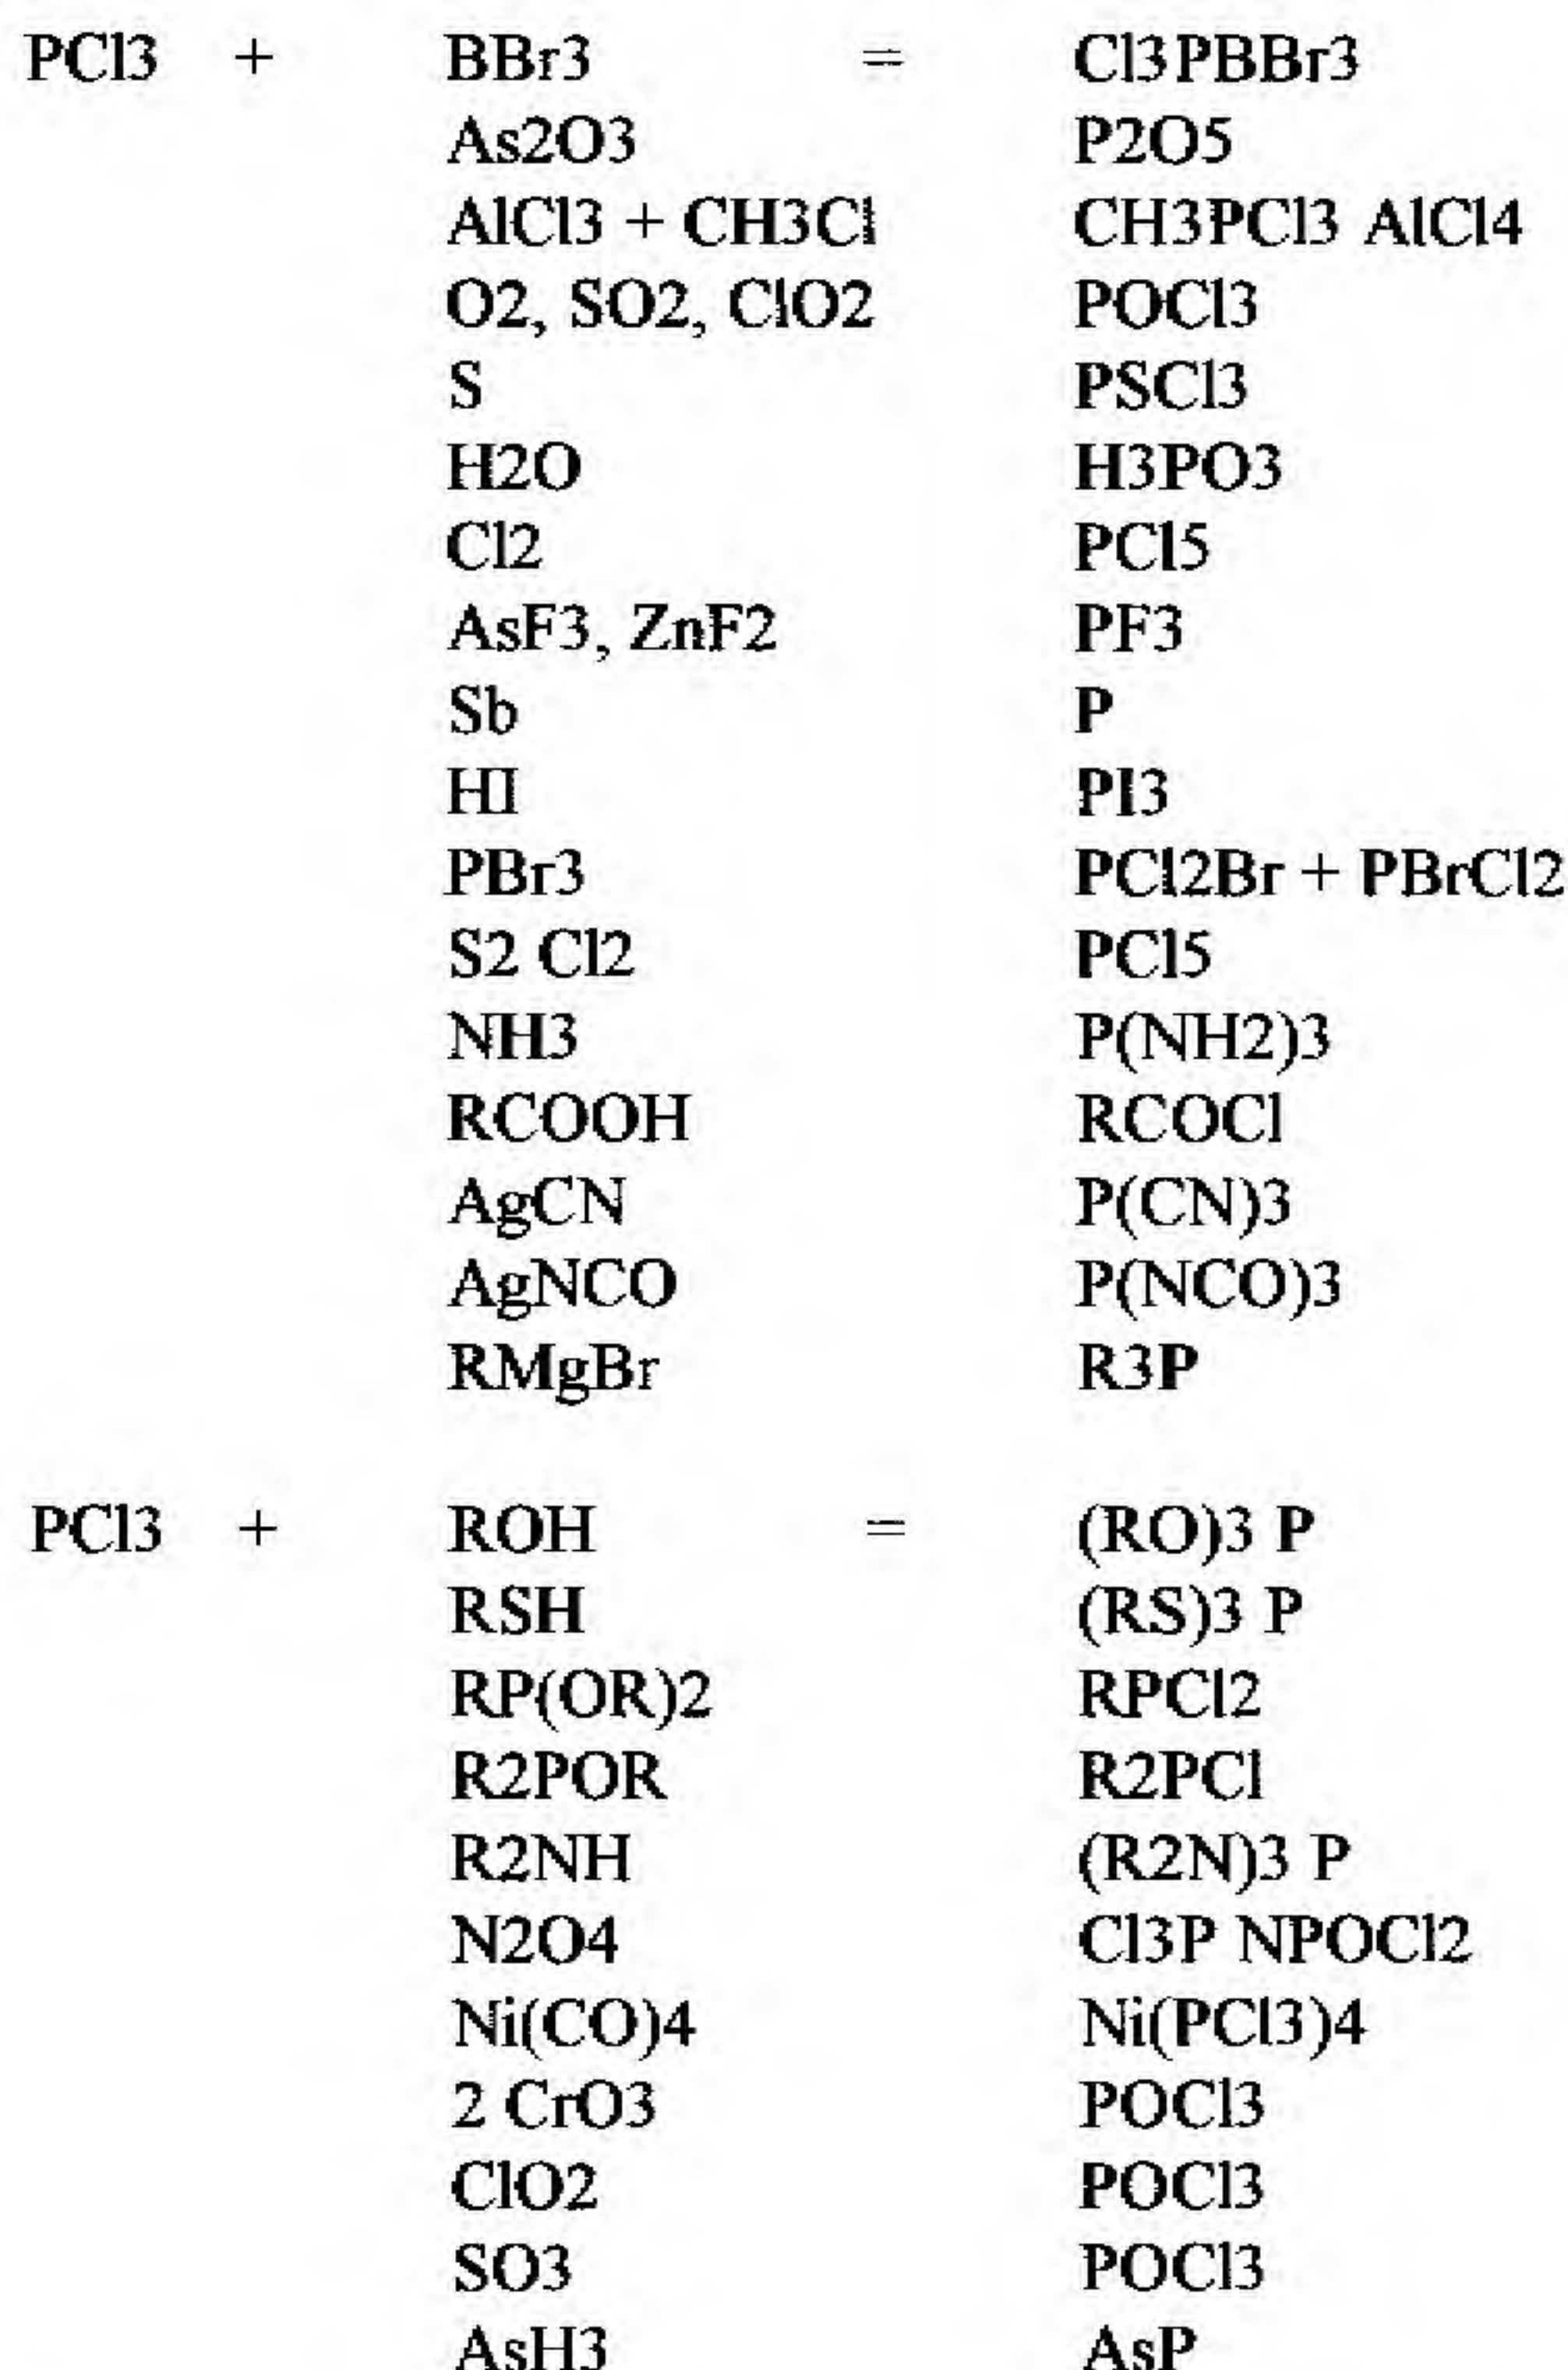 PCl3 + BBr3 = Cl3PBBr3
As2O3 P2O5
AlCl3 + CH3Cl CH3PCl3 AlCl4
O2, SO2, ClO2 POCl3
S PSCl3
H2O H3PO3
Cl2 PCl5
AsF3, ZnF2 PF3
Sb P
HI PI3
PBr3 PCl2Br + PBrCl2
S2 Cl2 PCl5
NH3 P(NH2)3
RCOOH RCOCl
AgCN P(CN)3
AgNCO P(NCO)3
RMgBr R3P
PCl3 + ROH = (RO)3 P
RSH (RS)3 P
RP(OR)2 RPCl2
R2POR R2PCl
R2NH (R2N)3 P
N2O4 Cl3P NPOCl2
Ni(CO)4 Ni(PCl3)4
2 CrO3 POCl3
ClO2 POCl3
SO3 POCl3
AsH3 AsP